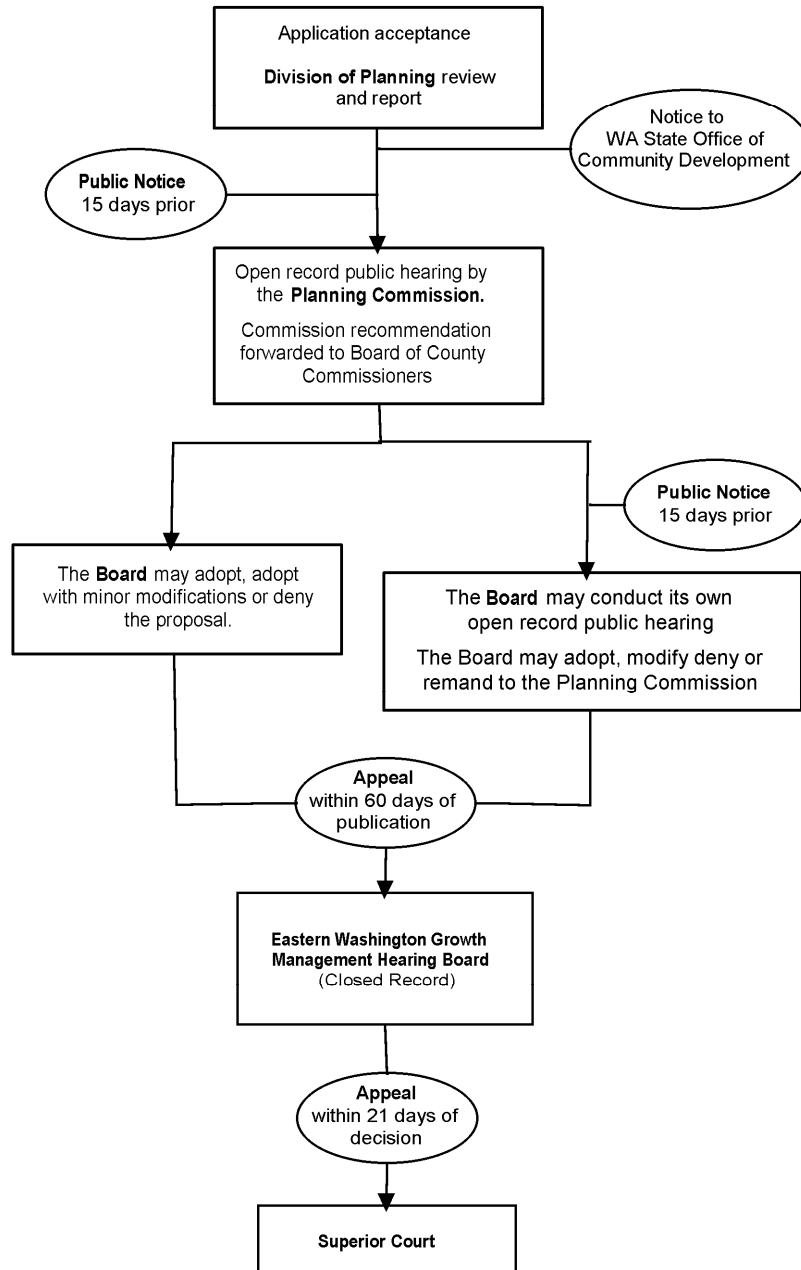 Application acceptance
Division of Planning review
and report
Notice to
WA State Office of
Community Development
Public Notice
15 days prior
Open record public hearing by
the Planning Commission.
Commission recommendation
forwarded to Board of County
Commissioners
Public Notice
15 days prior
The Board may adopt, adopt
with minor modifications or deny
the proposal.
The Board may conduct its own
open record public hearing
The Board may adopt, modify deny or
remand to the Planning Commission
Appeal
within 60 days of
publication
Eastern Washington Growth
Management Hearing Board
(Closed Record)
Appeal
within 21 days of
decision
Superior Court